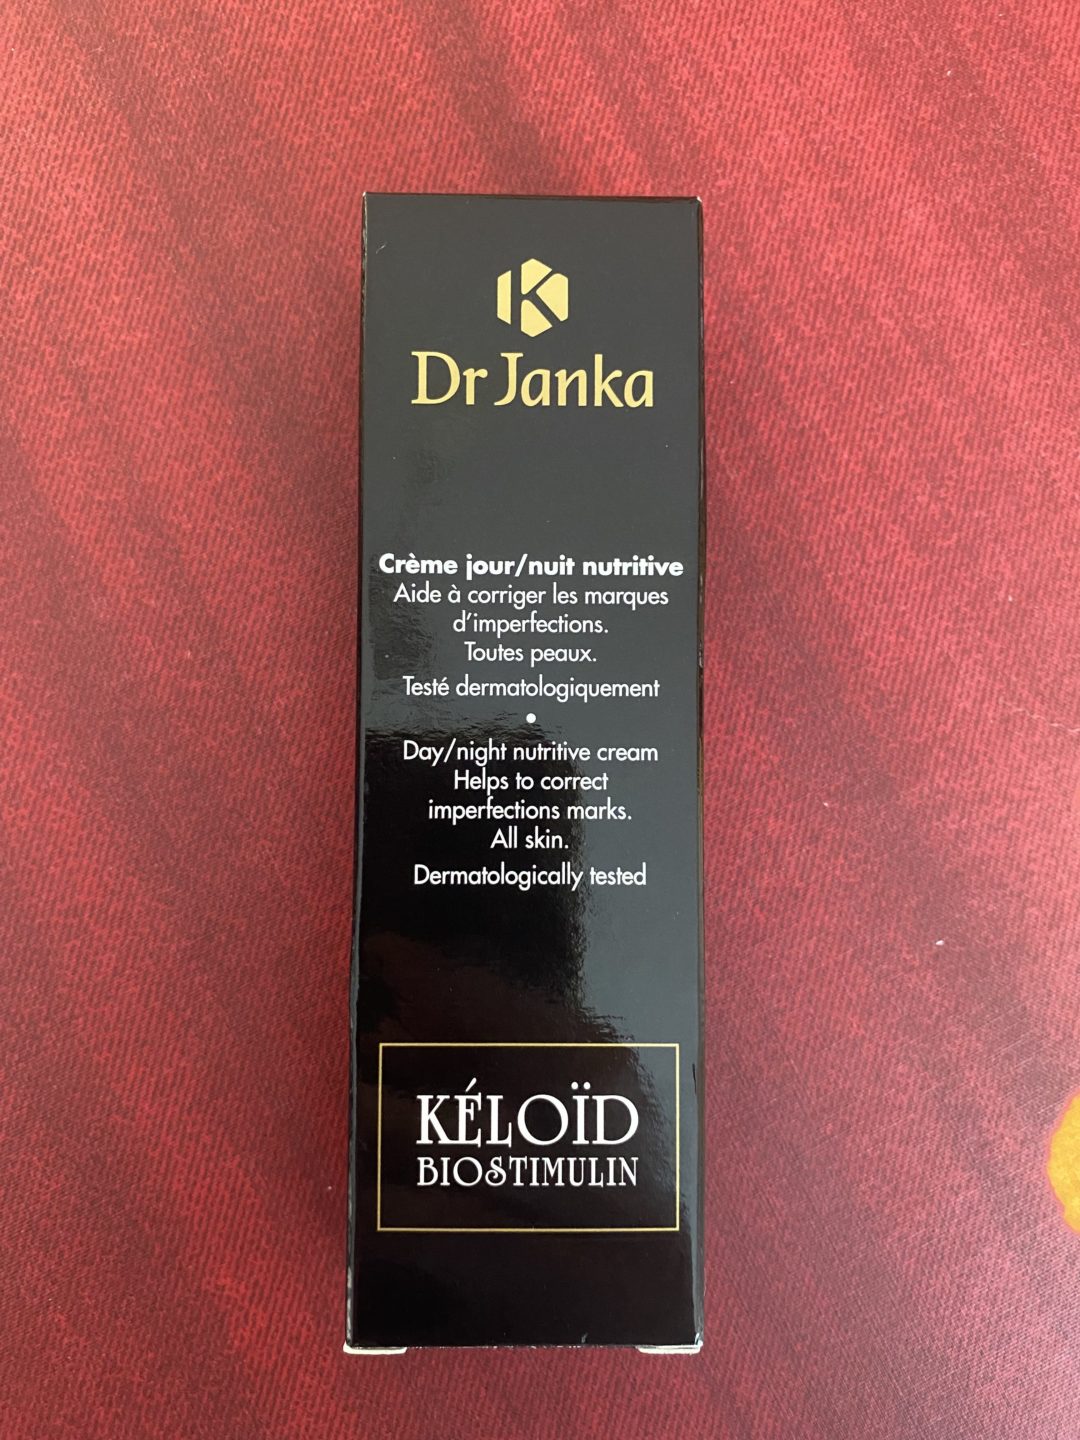 K
Dr Janka
Crème jour/nuit nutritive
Aide à corriger les marques
d'imperfections.
Toutes peaux.
Testé dermatologiquement
•
Day/night nutritive cream
Helps to correct
imperfections marks.
All skin.
Dermatologically tested
KÉLOÏD
BIOSTIMULIN